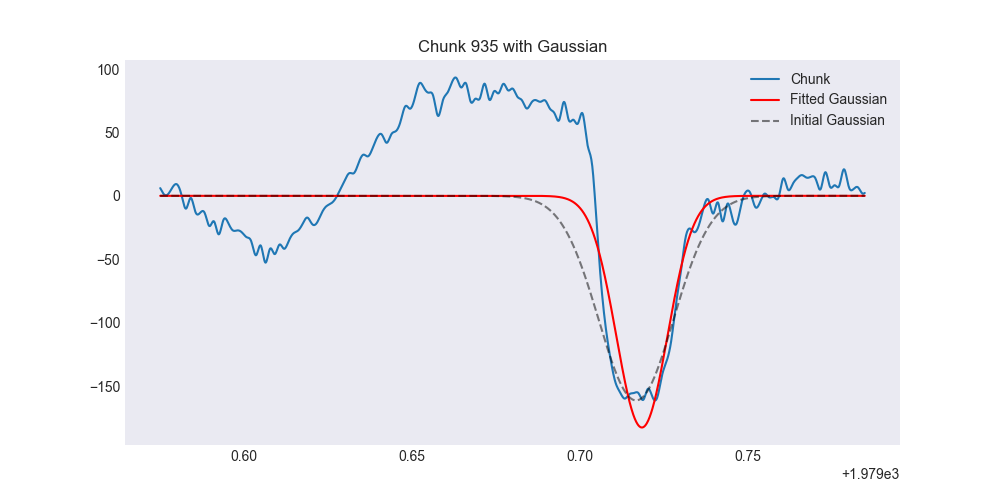 Chunk 935 with Gaussian
100
50
0
−50
−100
−150
Chunk
Fitted Gaussian
Initial Gaussian
0.60
0.65
0.70
0.75
+1.979e3